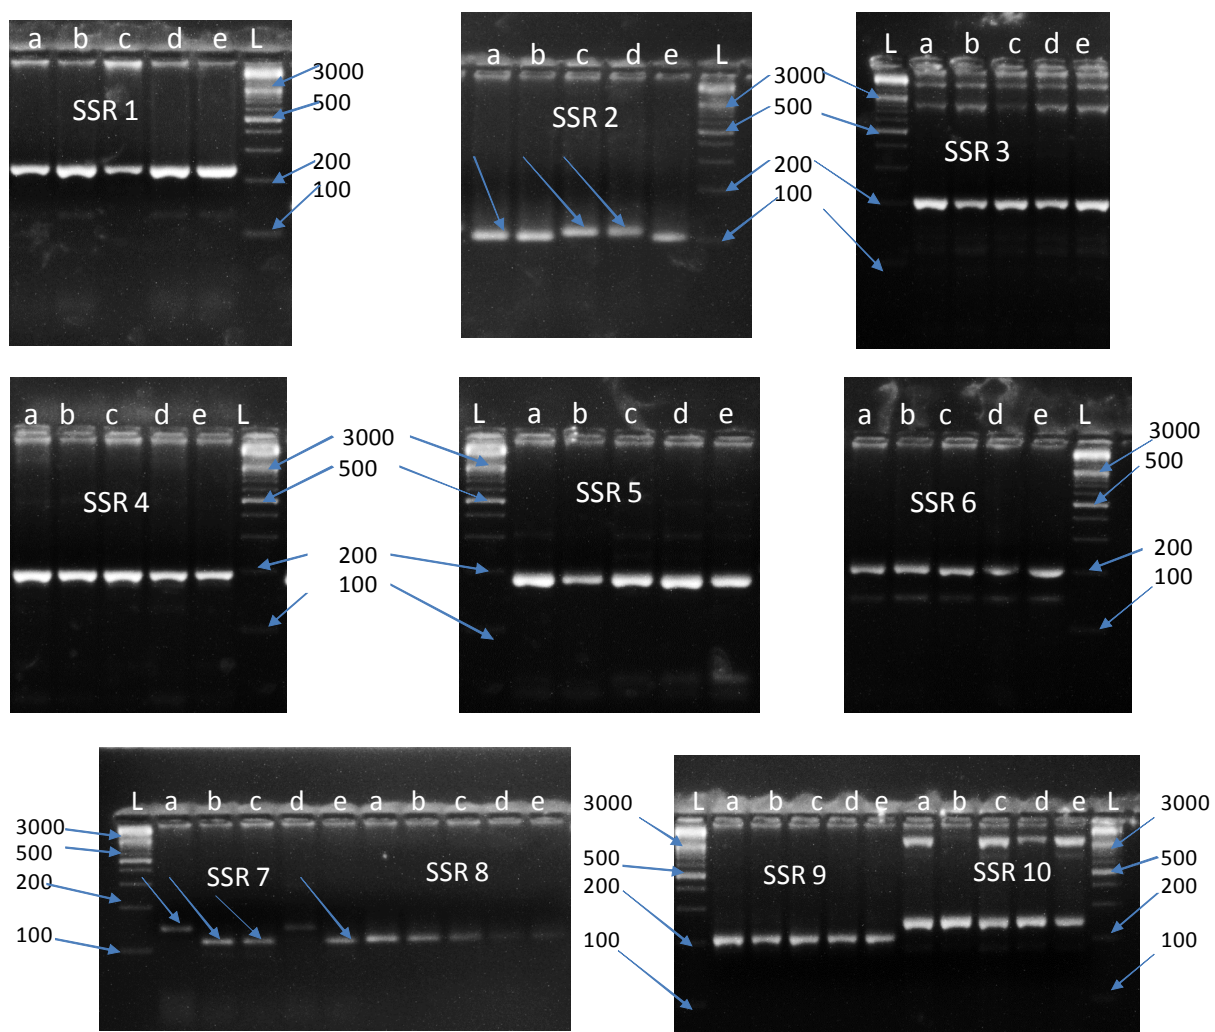 a b c d e L
3000
SSR 1
500
200
100
a b c d e L
3000
SSR 2
500
200
100
L a b c d e
SSR 3
a b c d e L
3000
SSR 4
500
200
100
L a b c d e
SSR 5
a b c d e L
3000
SSR 6
500
200
100
L a b c d e a b c d e
3000
500
SSR 7 SSR 8
200
100
L a b c d e a b c d e L
3000 3000
500 500
SSR 9 SSR 10
200 200
100 100